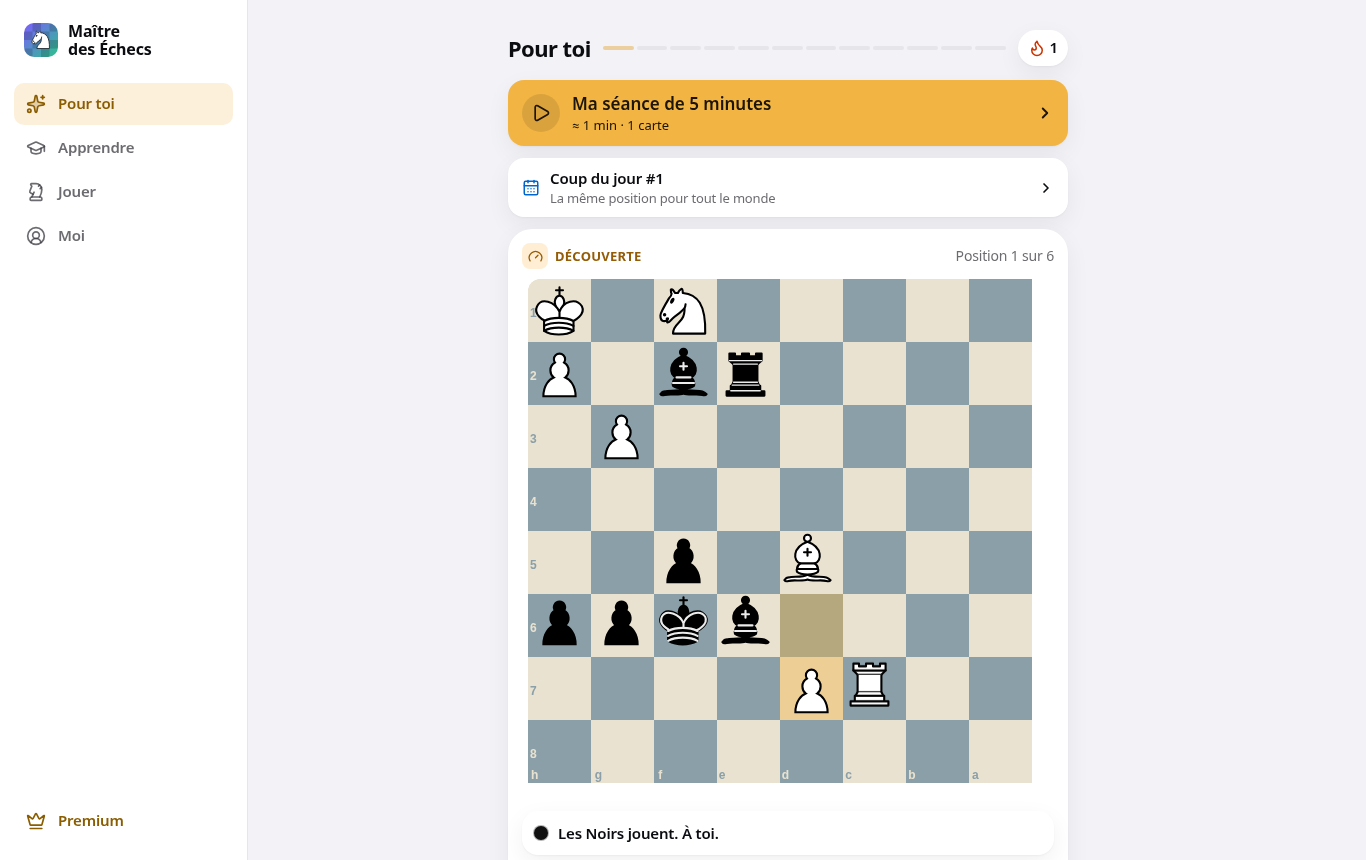 Maître
des Échecs
Pour toi
Apprendre
Jouer
Moi
Premium
Pour toi
1
Ma séance de 5 minutes
≈ 1 min · 1 carte
Coup du jour #1
La même position pour tout le monde
DÉCOUVERTE
Position 1 sur 6
1
2
3
4
5
6
7
8
h g f e d c b a
Les Noirs jouent. À toi.